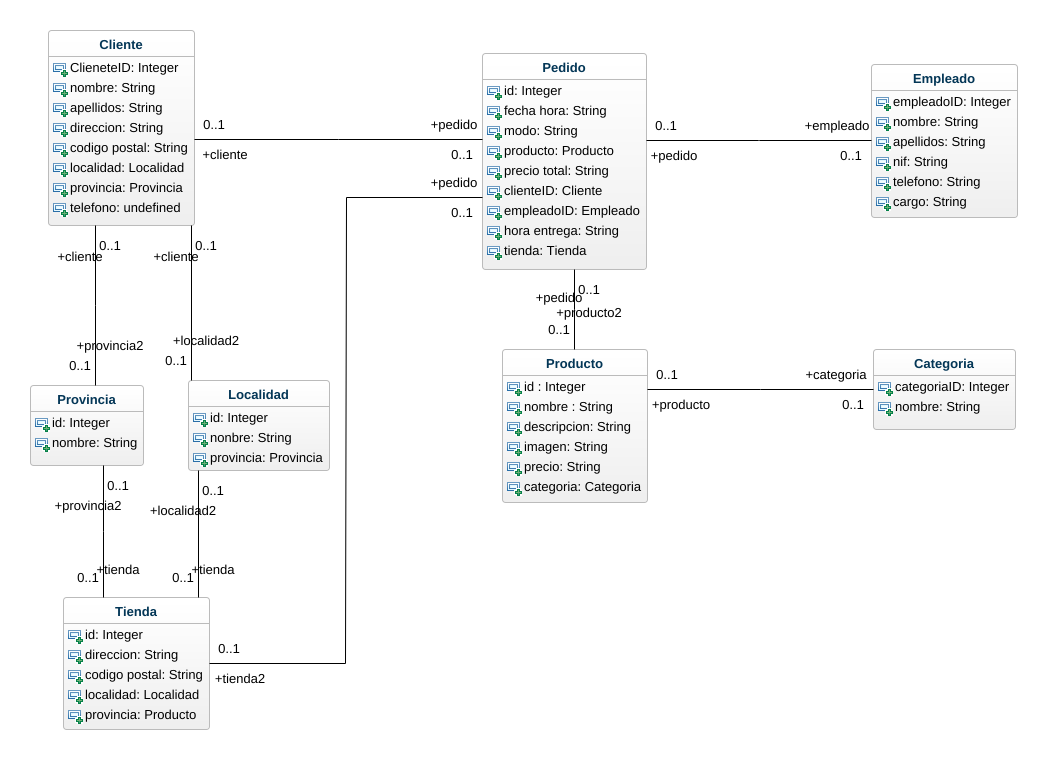 Cliente
ClieneteID: Integer
nombre: String
apellidos: String
direccion: String
codigo postal: String
localidad: Localidad
provincia: Provincia
telefono: undefined
0..1
+cliente
+pedido
0..1
+pedido
0..1
Pedido
id: Integer
fecha hora: String
modo: String
producto: Producto
precio total: String
clienteID: Cliente
empleadoID: Empleado
hora entrega: String
tienda: Tienda
0..1
+pedido
+empleado
0..1
Empleado
empleadoID: Integer
nombre: String
apellidos: String
nif: String
telefono: String
cargo: String
0..1
+cliente
0..1
+cliente
+provincia2
0..1
+localidad2
0..1
0..1
+pedido
+producto2
0..1
Provincia
id: Integer
nombre: String
Localidad
id: Integer
nonbre: String
provincia: Provincia
Producto
id : Integer
nombre : String
descripcion: String
imagen: String
precio: String
categoria: Categoria
0..1
+producto
+categoria
0..1
Categoria
categoriaID: Integer
nombre: String
0..1
+provincia2
0..1
+localidad2
+tienda
0..1
+tienda
0..1
Tienda
id: Integer
direccion: String
codigo postal: String
localidad: Localidad
provincia: Producto
0..1
+tienda2